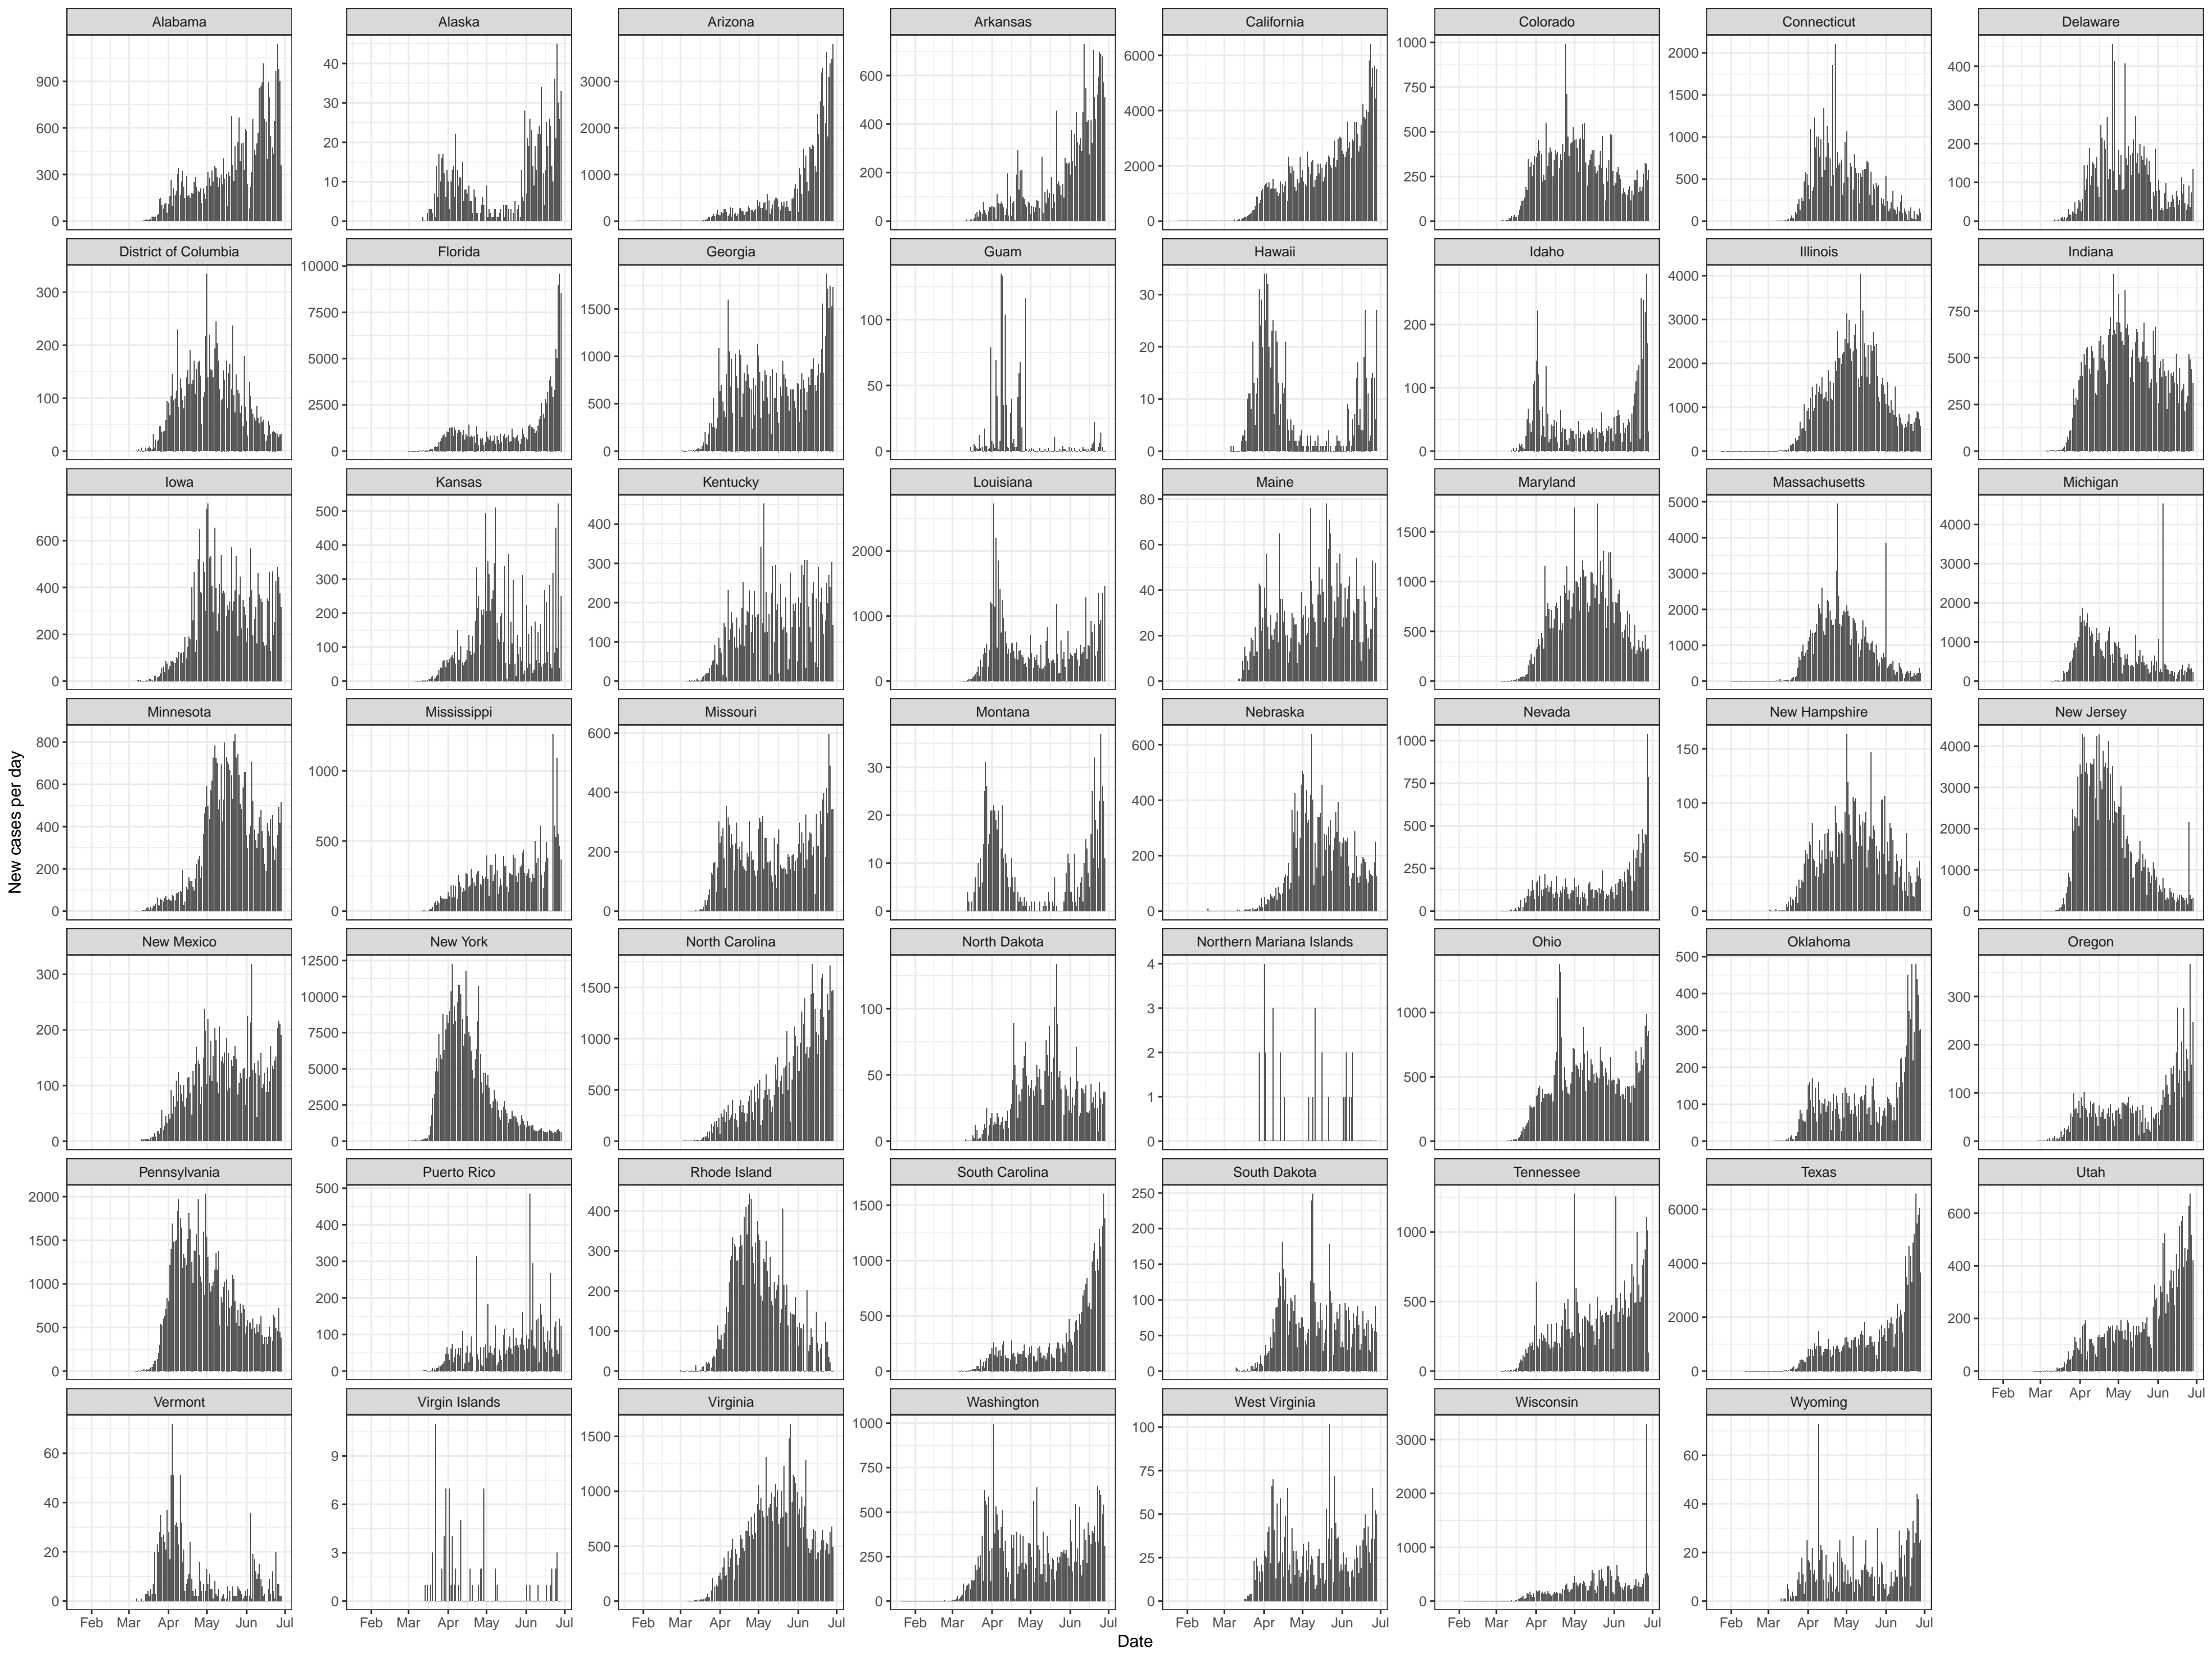 Alabama Alaska Arizona Arkansas California Colorado Connecticut Delaware
900 600 300 0
40 30 20 10 0
3000 2000 1000 0
600 400 200 0
6000 4000 2000 0
1000 750 500 250 0
2000 1500 1000 500 0
400 300 200 100 0
District of Columbia Florida Georgia Guam Hawaii Idaho Illinois Indiana
300 200 100 0
10000 7500 5000 2500 0
1500 1000 500 0
100 50 0
30 20 10 0
200 100 0
4000 3000 2000 1000 0
750 500 250 0
Iowa Kansas Kentucky Louisiana Maine Maryland Massachusetts Michigan
600 400 200 0
500 400 300 200 100 0
400 300 200 100 0
2000 1000 0
80 60 40 20 0
1500 1000 500 0
5000 4000 3000 2000 1000 0
4000 3000 2000 1000 0
New cases per day
Minnesota Mississippi Missouri Montana Nebraska Nevada New Hampshire New Jersey
800 600 400 200 0
1000 500 0
600 400 200 0
30 20 10 0
600 400 200 0
1000 750 500 250 0
150 100 50 0
4000 3000 2000 1000 0
New Mexico New York North Carolina North Dakota Northern Mariana Islands Ohio Oklahoma Oregon
300 200 100 0
12500 10000 7500 5000 2500 0
1500 1000 500 0
100 50 0
4 3 2 1 0
1000 500 0
500 400 300 200 100 0
300 200 100 0
Pennsylvania Puerto Rico Rhode Island South Carolina South Dakota Tennessee Texas Utah
2000 1500 1000 500 0
500 400 300 200 100 0
400 300 200 100 0
1500 1000 500 0
250 200 150 100 50 0
1000 500 0
6000 4000 2000 0
600 400 200 0
Feb Mar Apr May Jun Jul
Vermont Virgin Islands Virginia Washington West Virginia Wisconsin Wyoming
60 40 20 0
9 6 3 0
1500 1000 500 0
1000 750 500 250 0
100 75 50 25 0
3000 2000 1000 0
60 40 20 0
Feb Mar Apr May Jun Jul Feb Mar Apr May Jun Jul Feb Mar Apr May Jun Jul Feb Mar Apr May Jun Jul Feb Mar Apr May Jun Jul Feb Mar Apr May Jun Jul Feb Mar Apr May Jun Jul
Date